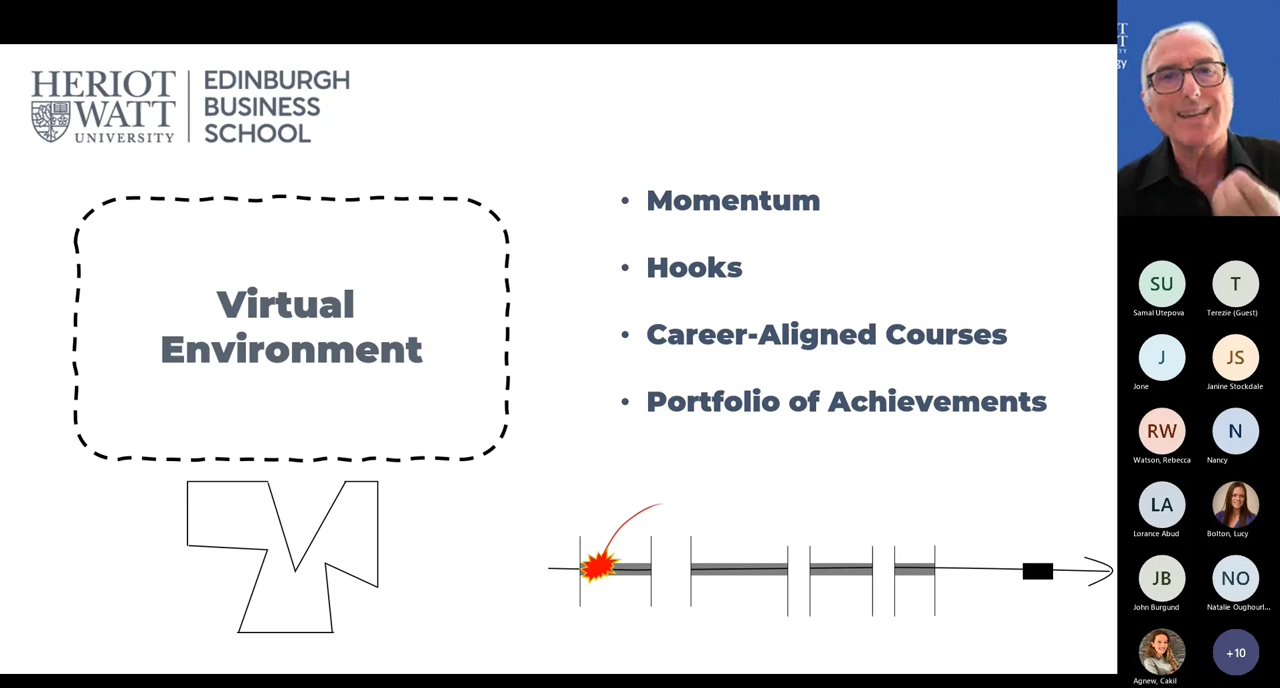 HERIOT
WATT
UNIVERSITY
EDINBURGH
BUSINESS
SCHOOL
Virtual
Environment
• Momentum
• Hooks
• Career-Aligned Courses
• Portfolio of Achievements
SU
Samal Utepova
T
Terezie (Guest)
J
Jone
JS
Janine Stockdale
RW
Watson, Rebecca
N
Nancy
LA
Lorance Abud
Bolton, Lucy
JB
John Burgund
NO
Natalie Oughourl...
Agnew, Cakil
+10